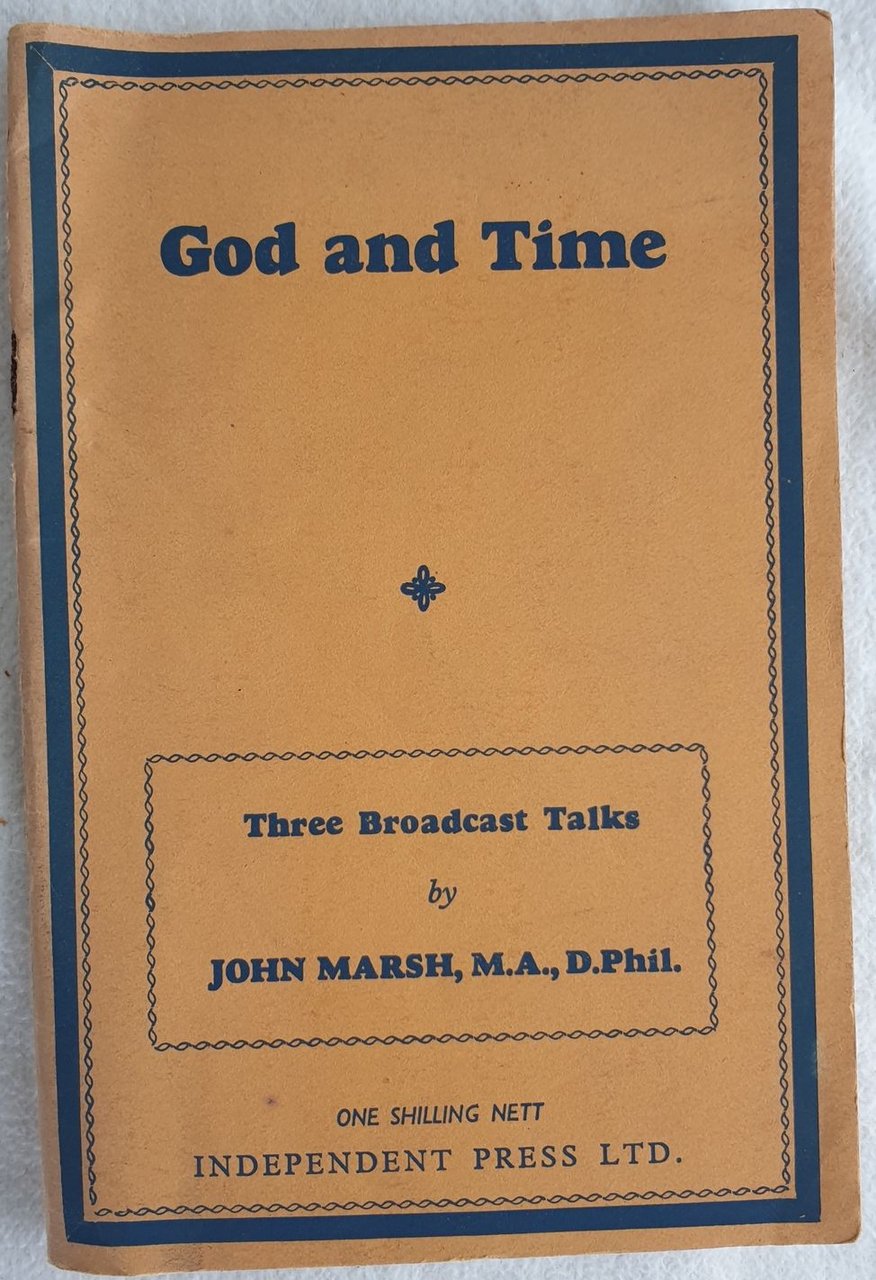 God and Time
Three Broadcast Talks
by
JOHN MARSH, M.A., D.Phil.
ONE SHILLING NETT
INDEPENDENT PRESS LTD.